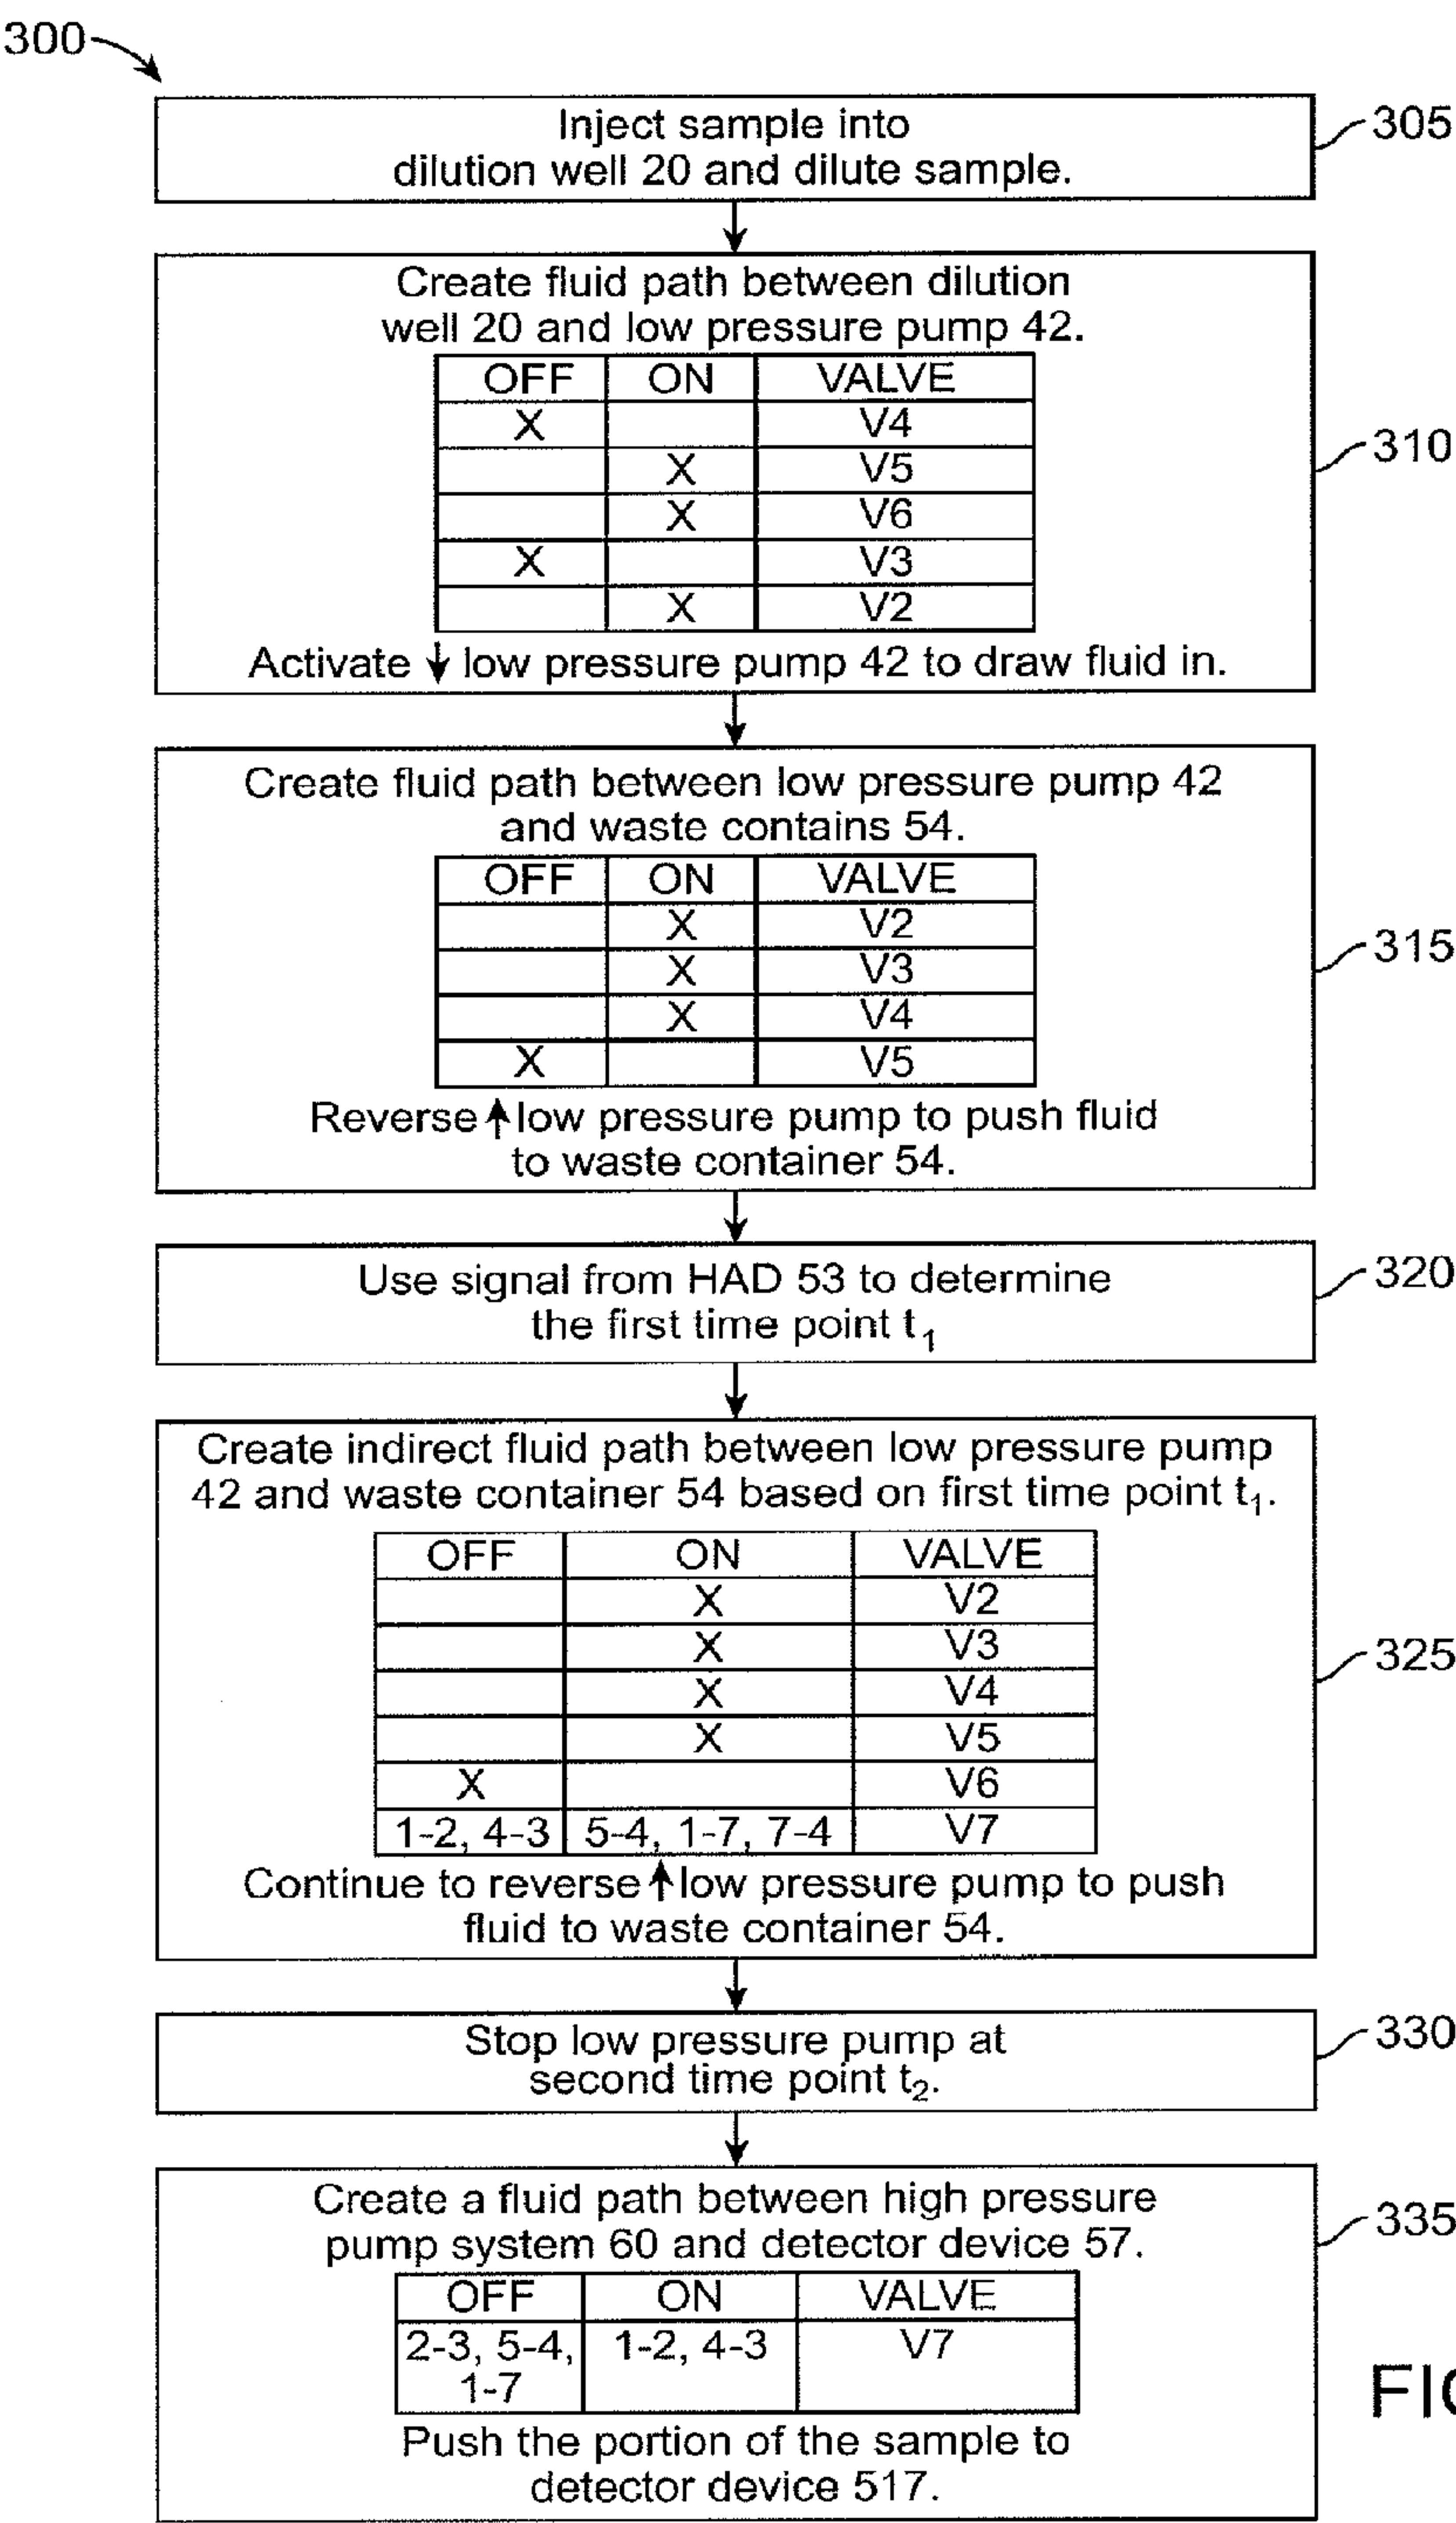 300
Inject sample into
dilution well 20 and dilute sample.
305
Create fluid path between dilution
well 20 and low pressure pump 42.
OFF ON VALVE
X V4
X V5
X V6
X V3
X V2
Activate ↓ low pressure pump 42 to draw fluid in.
310
Create fluid path between low pressure pump 42
and waste contains 54.
OFF ON VALVE
X V2
X V3
X V4
X V5
Reverse ↑ low pressure pump to push fluid
to waste container 54.
315
Use signal from HAD 53 to determine
the first time point t₁
320
Create indirect fluid path between low pressure pump
42 and waste container 54 based on first time point t₁.
OFF ON VALVE
X V2
X V3
X V4
X V5
X V6
1-2, 4-3 5-4, 1-7, 7-4 V7
Continue to reverse ↑ low pressure pump to push
fluid to waste container 54.
325
Stop low pressure pump at
second time point t₂.
330
Create a fluid path between high pressure
pump system 60 and detector device 57.
OFF ON VALVE
2-3, 5-4, 1-2, 4-3 V7
1-7
Push the portion of the sample to
detector device 517.
335